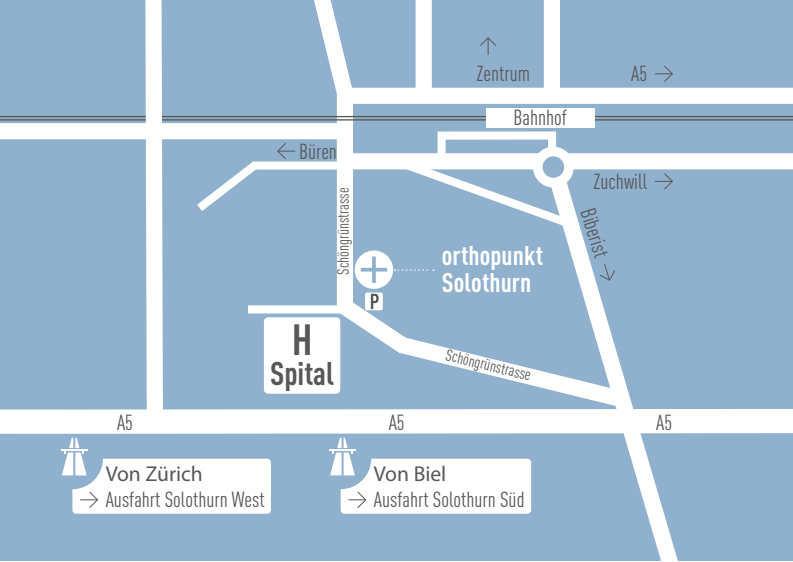 Zentrum
A5
Bahnhof
Büren
Zuchwill
Schöngrünstrasse
Biberist
orthopunkt
Solothurn
P
H
Spital
Schöngrünstrasse
A5
A5
A5
Von Zürich
Ausfahrt Solothurn West
Von Biel
Ausfahrt Solothurn Süd